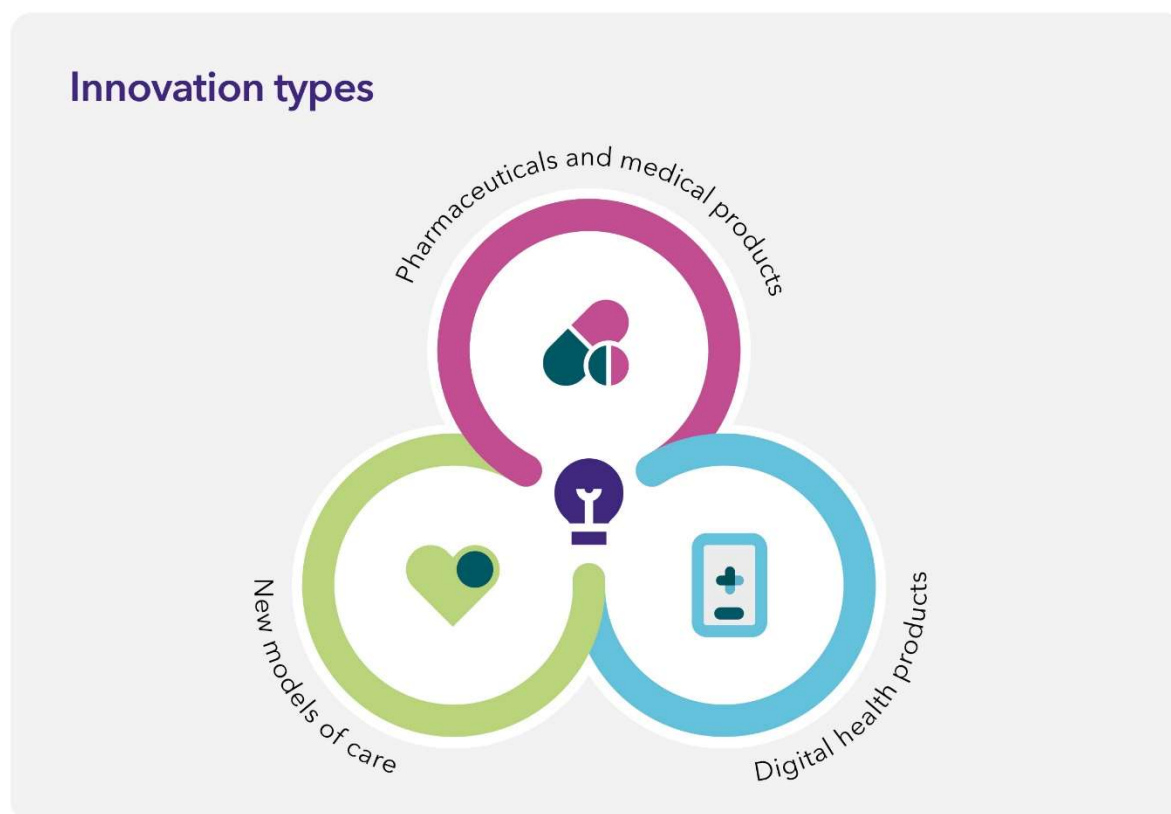 Innovation types
Pharmaceuticals and medical products
New models of care
Digital health products